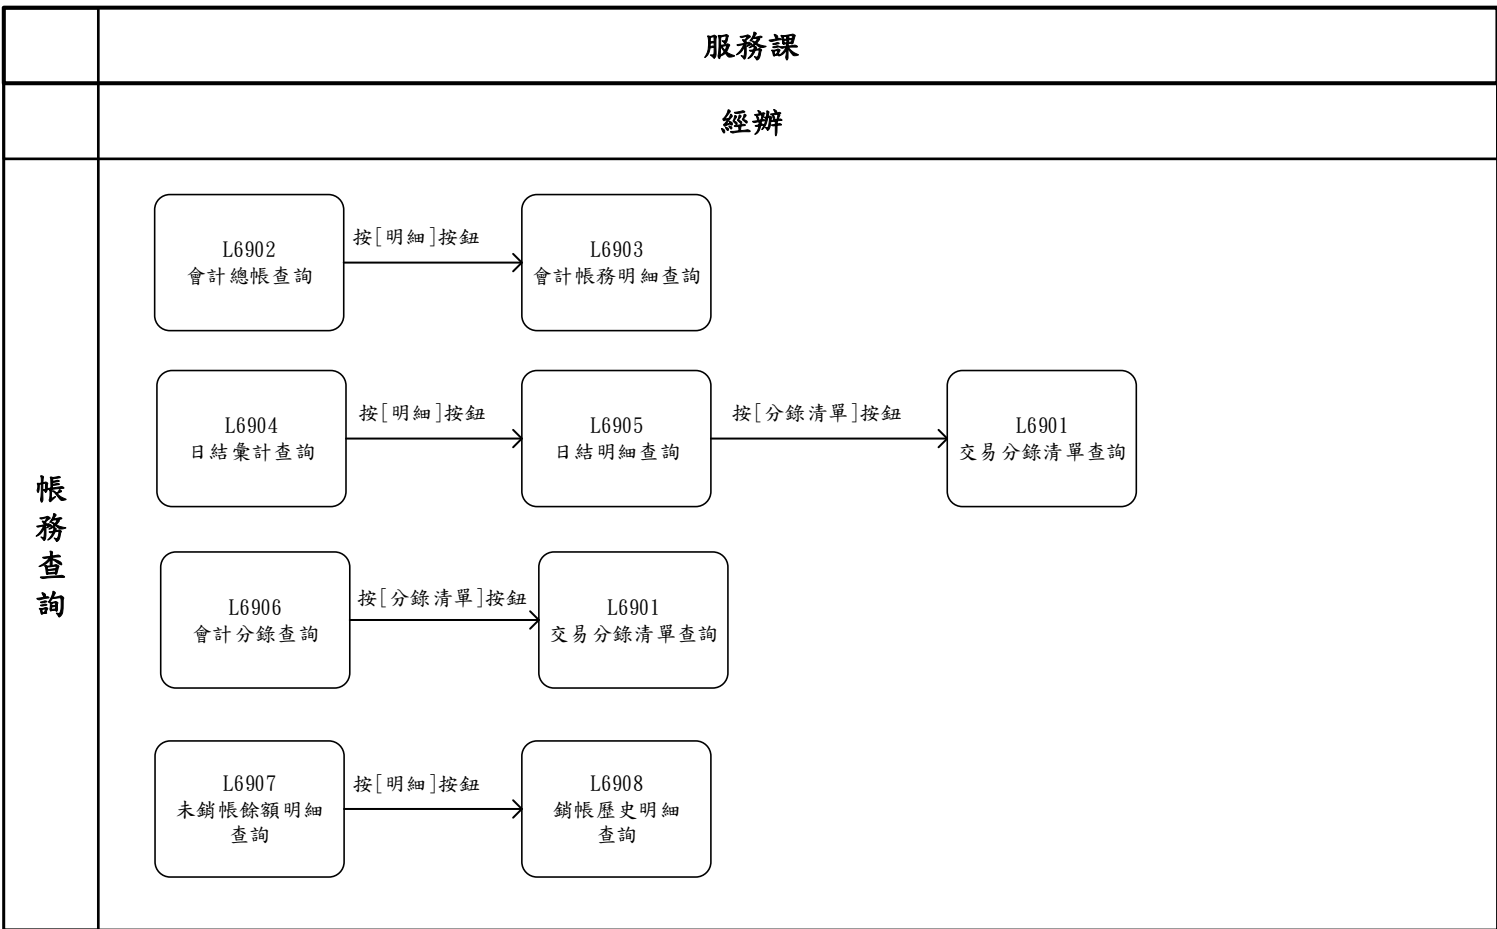 服務課
經辦
帳
務
查
詢
L6902
會計總帳查詢
按[明細]按鈕
L6903
會計帳務明細查詢
L6904
日結彙計查詢
按[明細]按鈕
L6905
日結明細查詢
按[分錄清單]按鈕
L6901
交易分錄清單查詢
L6906
會計分錄查詢
按[分錄清單]按鈕
L6901
交易分錄清單查詢
L6907
未銷帳餘額明細
查詢
按[明細]按鈕
L6908
銷帳歷史明細
查詢